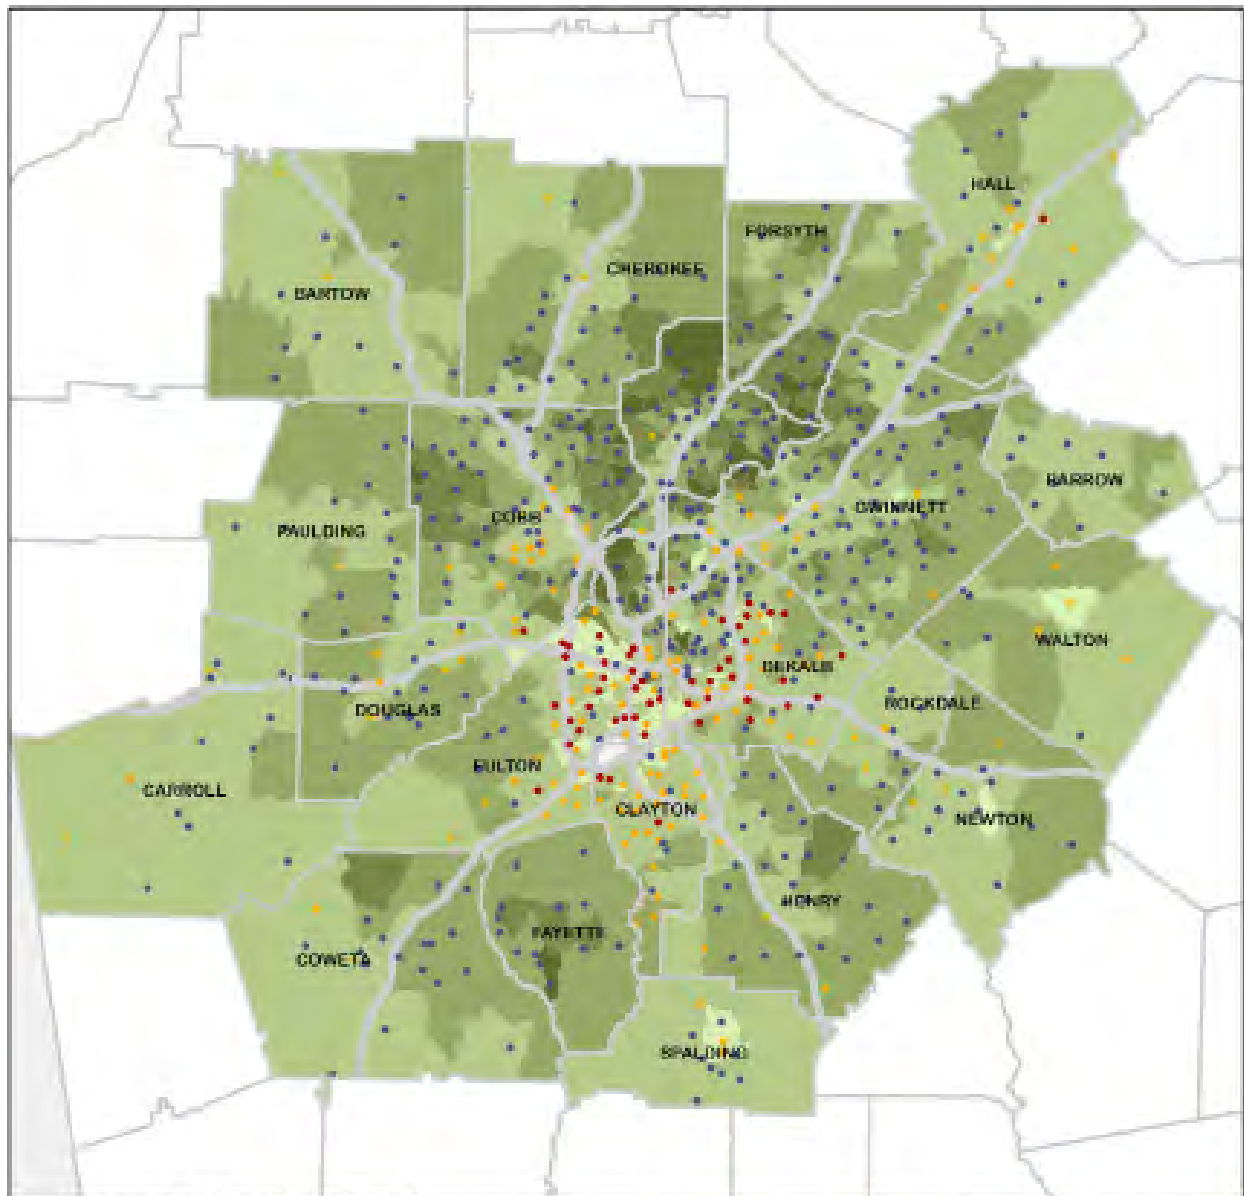 HALL
FORSYTH
CHEROKEE
BARTOW
BARROW
GWINNETT
COBB
PAULDING
WALTON
DEKALB
ROCKDALE
DOUGLAS
FULTON
CARROLL
CLAYTON
NEWTON
HENRY
FAYETTE
COWETA
SPALDING